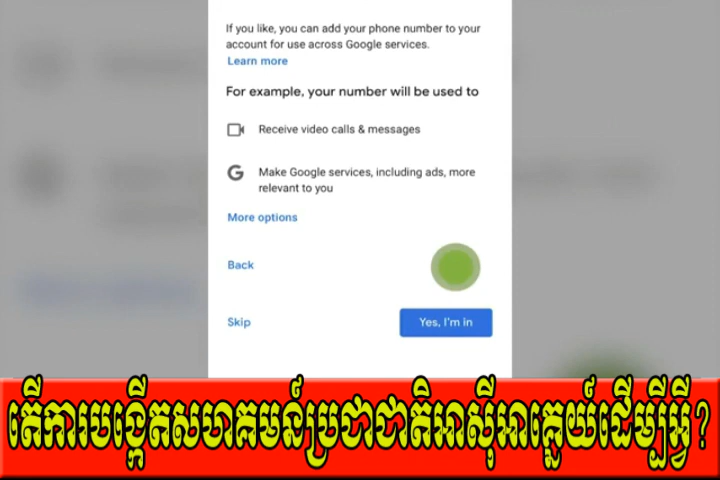 If you like, you can add your phone number to your
account for use across Google services.
Learn more
For example, your number will be used to
Receive video calls & messages
Make Google services, including ads, more
relevant to you
More options
Back
Skip
Yes, I'm in
តើការបង្កើតសហគមន៍ប្រជាជាតិអាស៊ីអាគ្នេយ៍ដើម្បីអ្វី?